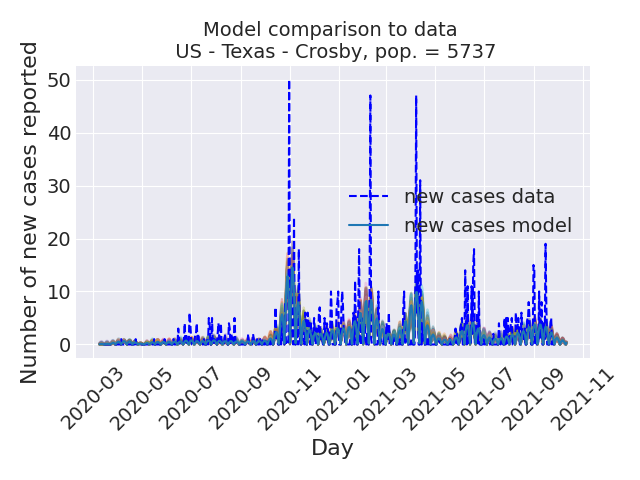 Model comparison to data
US - Texas - Crosby, pop. = 5737
Number of new cases reported
50
40
30
20
10
0
new cases data
new cases model
2020-03
2020-05
2020-07
2020-09
2020-11
2021-01
2021-03
2021-05
2021-07
2021-09
2021-11
Day